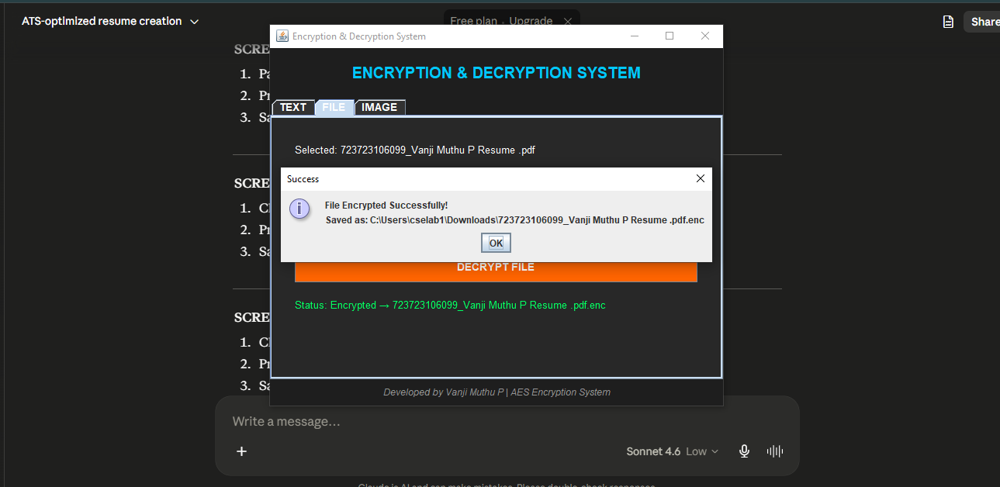 ATS-optimized resume creation
Free plan · Upgrade
Share
Encryption & Decryption System
ENCRYPTION & DECRYPTION SYSTEM
TEXT FILE IMAGE
Selected: 723723106099_Vanji Muthu P Resume .pdf
Success
File Encrypted Successfully!
Saved as: C:\Users\cselab1\Downloads\723723106099_Vanji Muthu P Resume .pdf.enc
OK
DECRYPT FILE
Status: Encrypted → 723723106099_Vanji Muthu P Resume .pdf.enc
Developed by Vanji Muthu P | AES Encryption System
SCRE
1. Pa
2. Pr
3. Sa
SCRE
1. Cl
2. Pr
3. Sa
SCRE
1. Cl
2. Pr
3. Sa
Write a message...
Sonnet 4.6 Low
Claude is AI and can make mistakes. Please double-check responses.